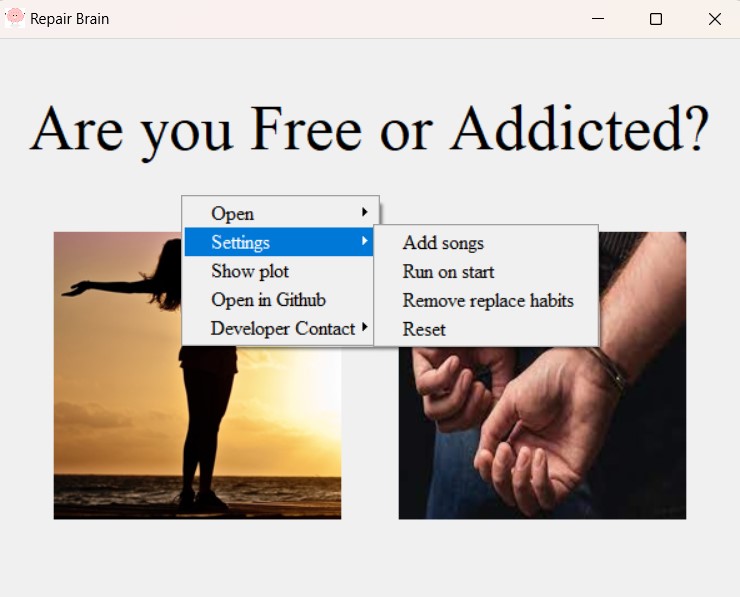 Repair Brain
Are you Free or Addicted?
Open
Settings
Show plot
Open in Github
Developer Contact
Add songs
Run on start
Remove replace habits
Reset